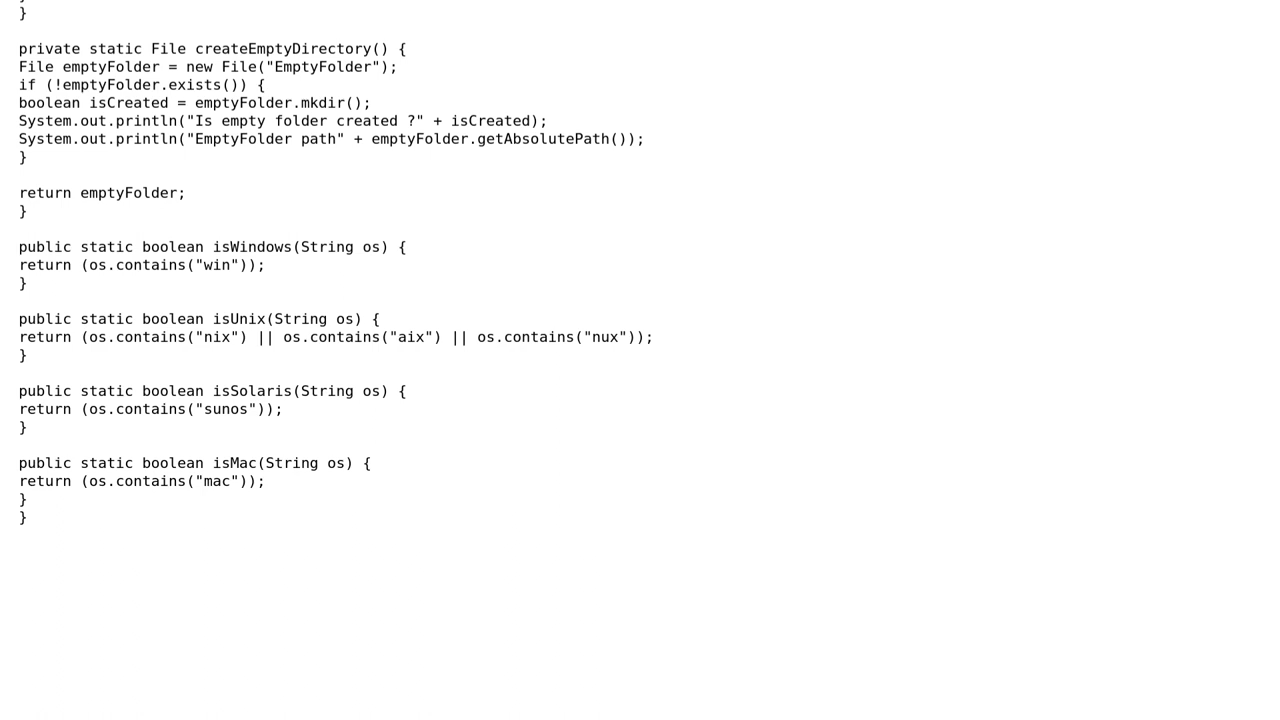 }
private static File createEmptyDirectory() {
File emptyFolder = new File("EmptyFolder");
if (!emptyFolder.exists()) {
boolean isCreated = emptyFolder.mkdir();
System.out.println("Is empty folder created ?" + isCreated);
System.out.println("EmptyFolder path" + emptyFolder.getAbsolutePath());
}
return emptyFolder;
}
public static boolean isWindows(String os) {
return (os.contains("win"));
}
public static boolean isUnix(String os) {
return (os.contains("nix") || os.contains("aix") || os.contains("nux"));
}
public static boolean isSolaris(String os) {
return (os.contains("sunos"));
}
public static boolean isMac(String os) {
return (os.contains("mac"));
}
}